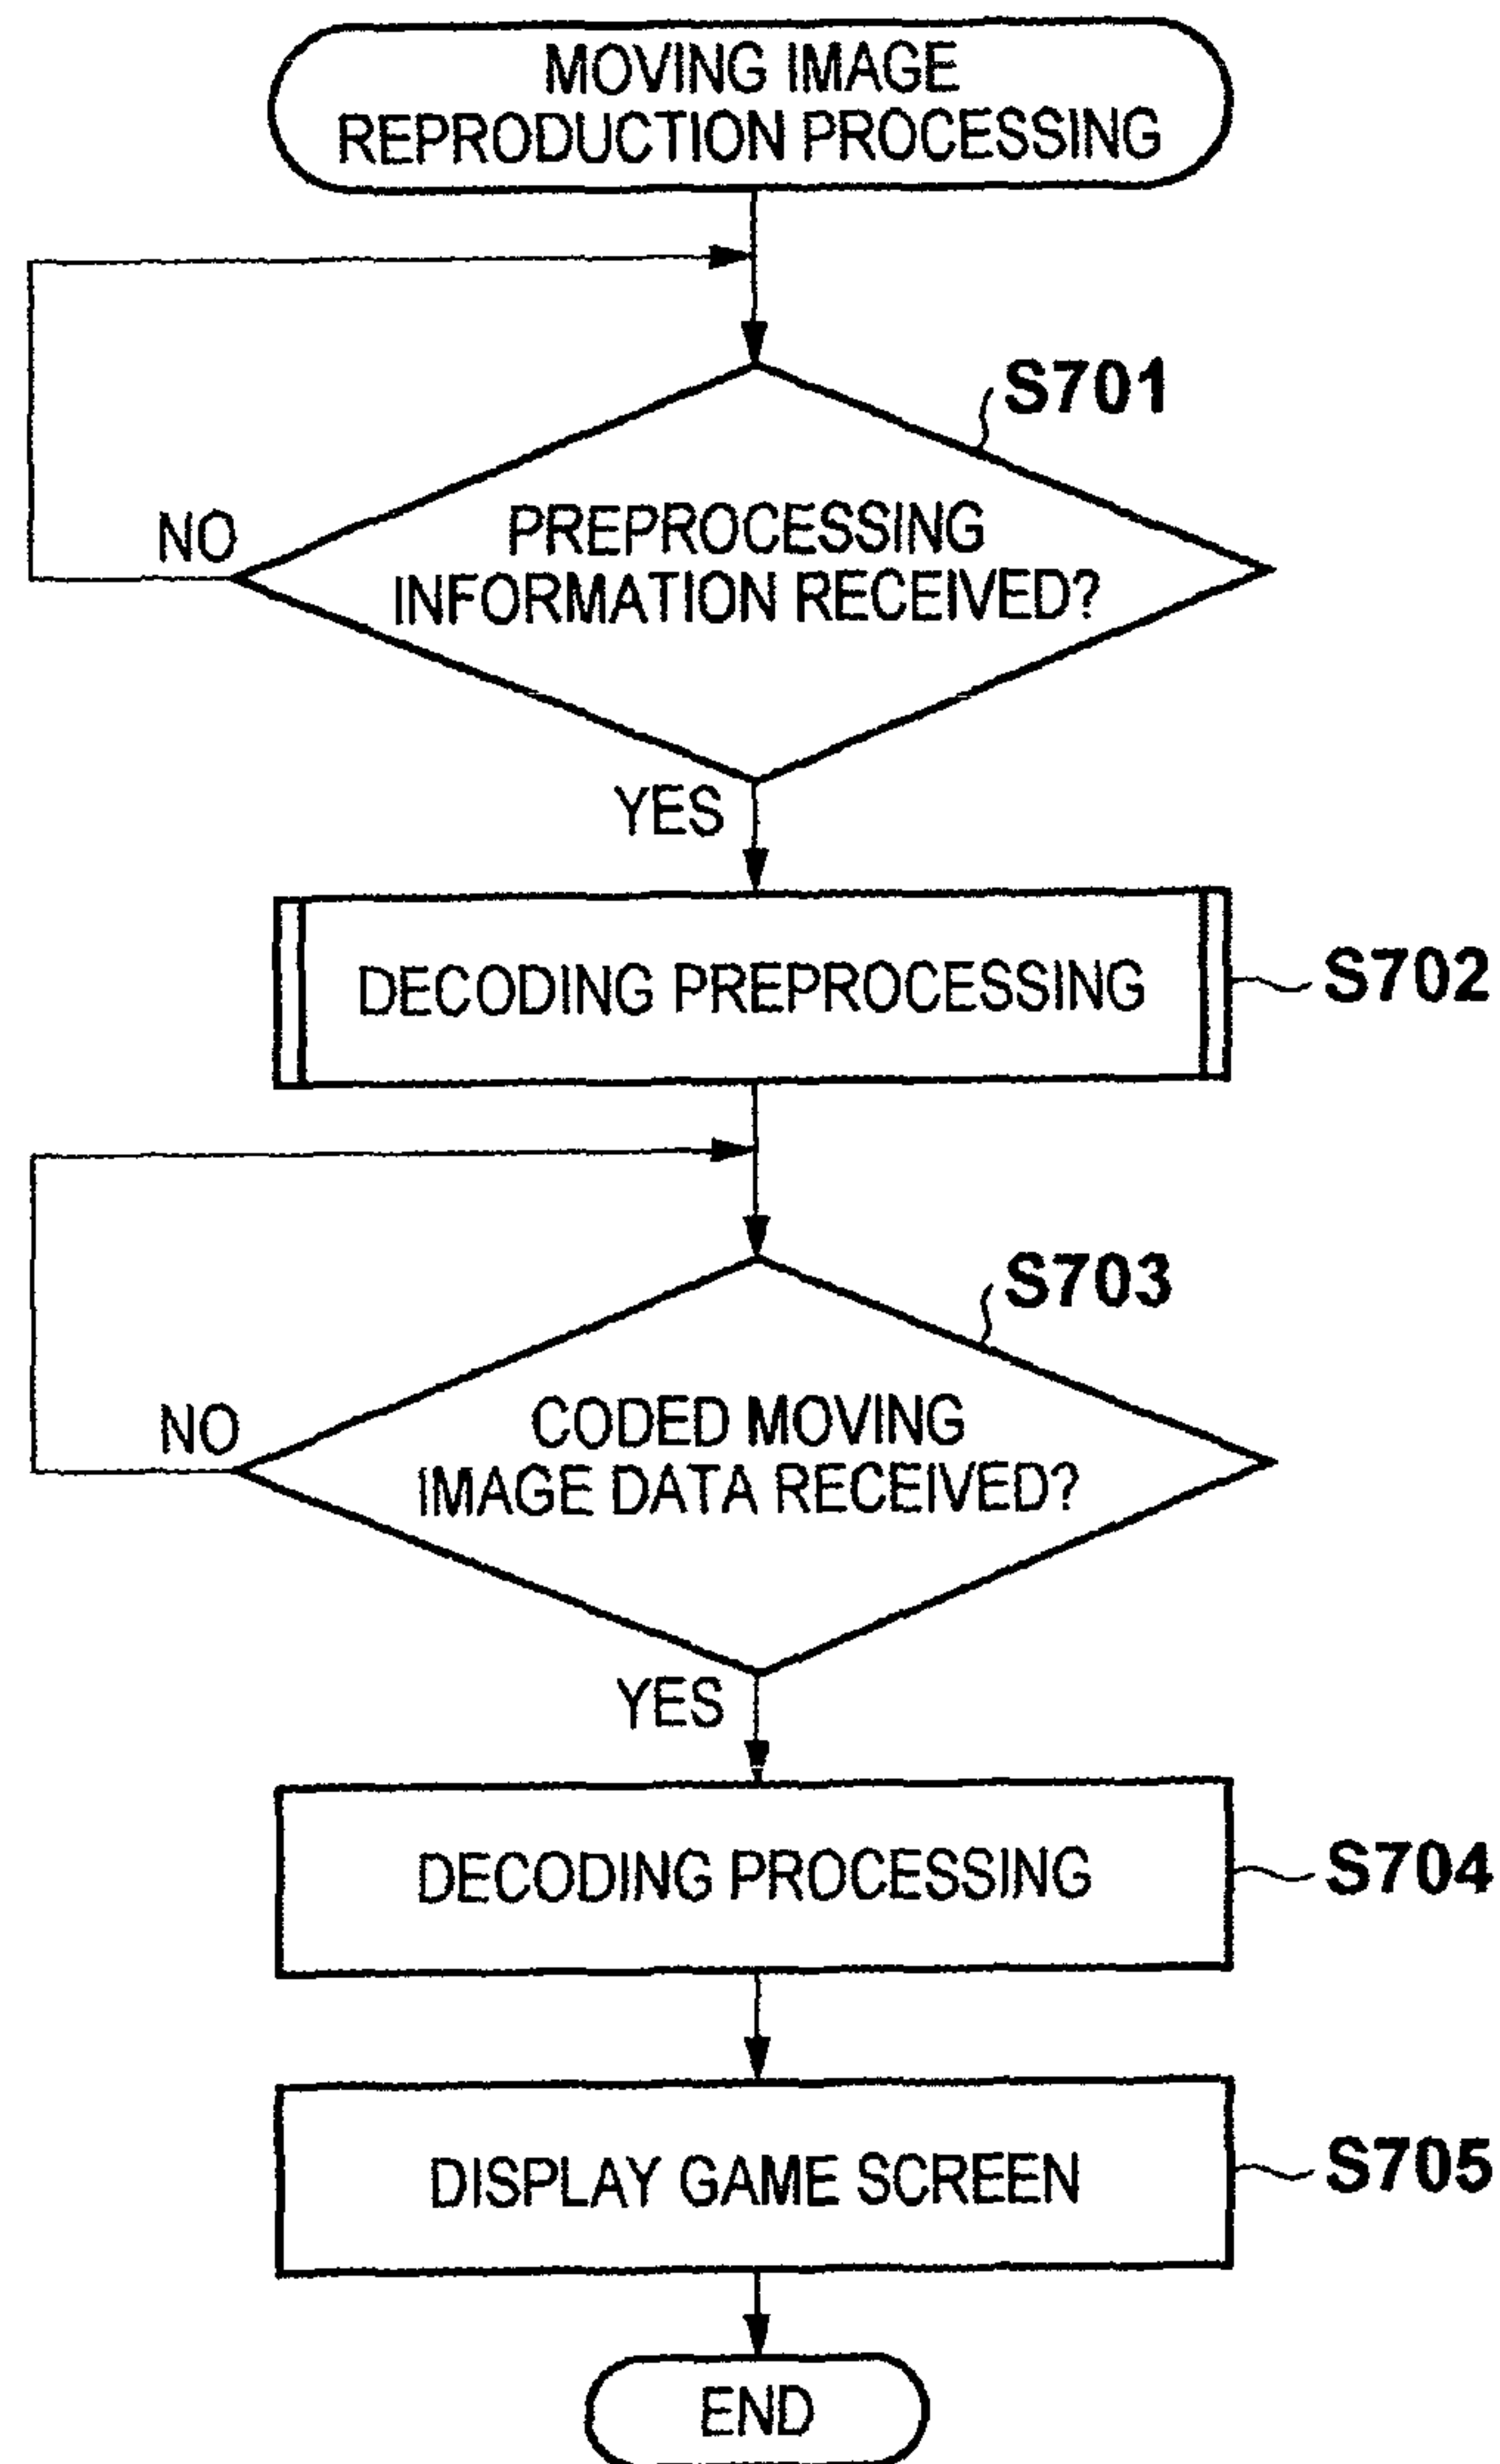 MOVING IMAGE
REPRODUCTION PROCESSING
S701
PREPROCESSING
INFORMATION RECEIVED?
NO
YES
DECODING PREPROCESSING
S702
S703
CODED MOVING
IMAGE DATA RECEIVED?
NO
YES
DECODING PROCESSING
S704
DISPLAY GAME SCREEN
S705
END